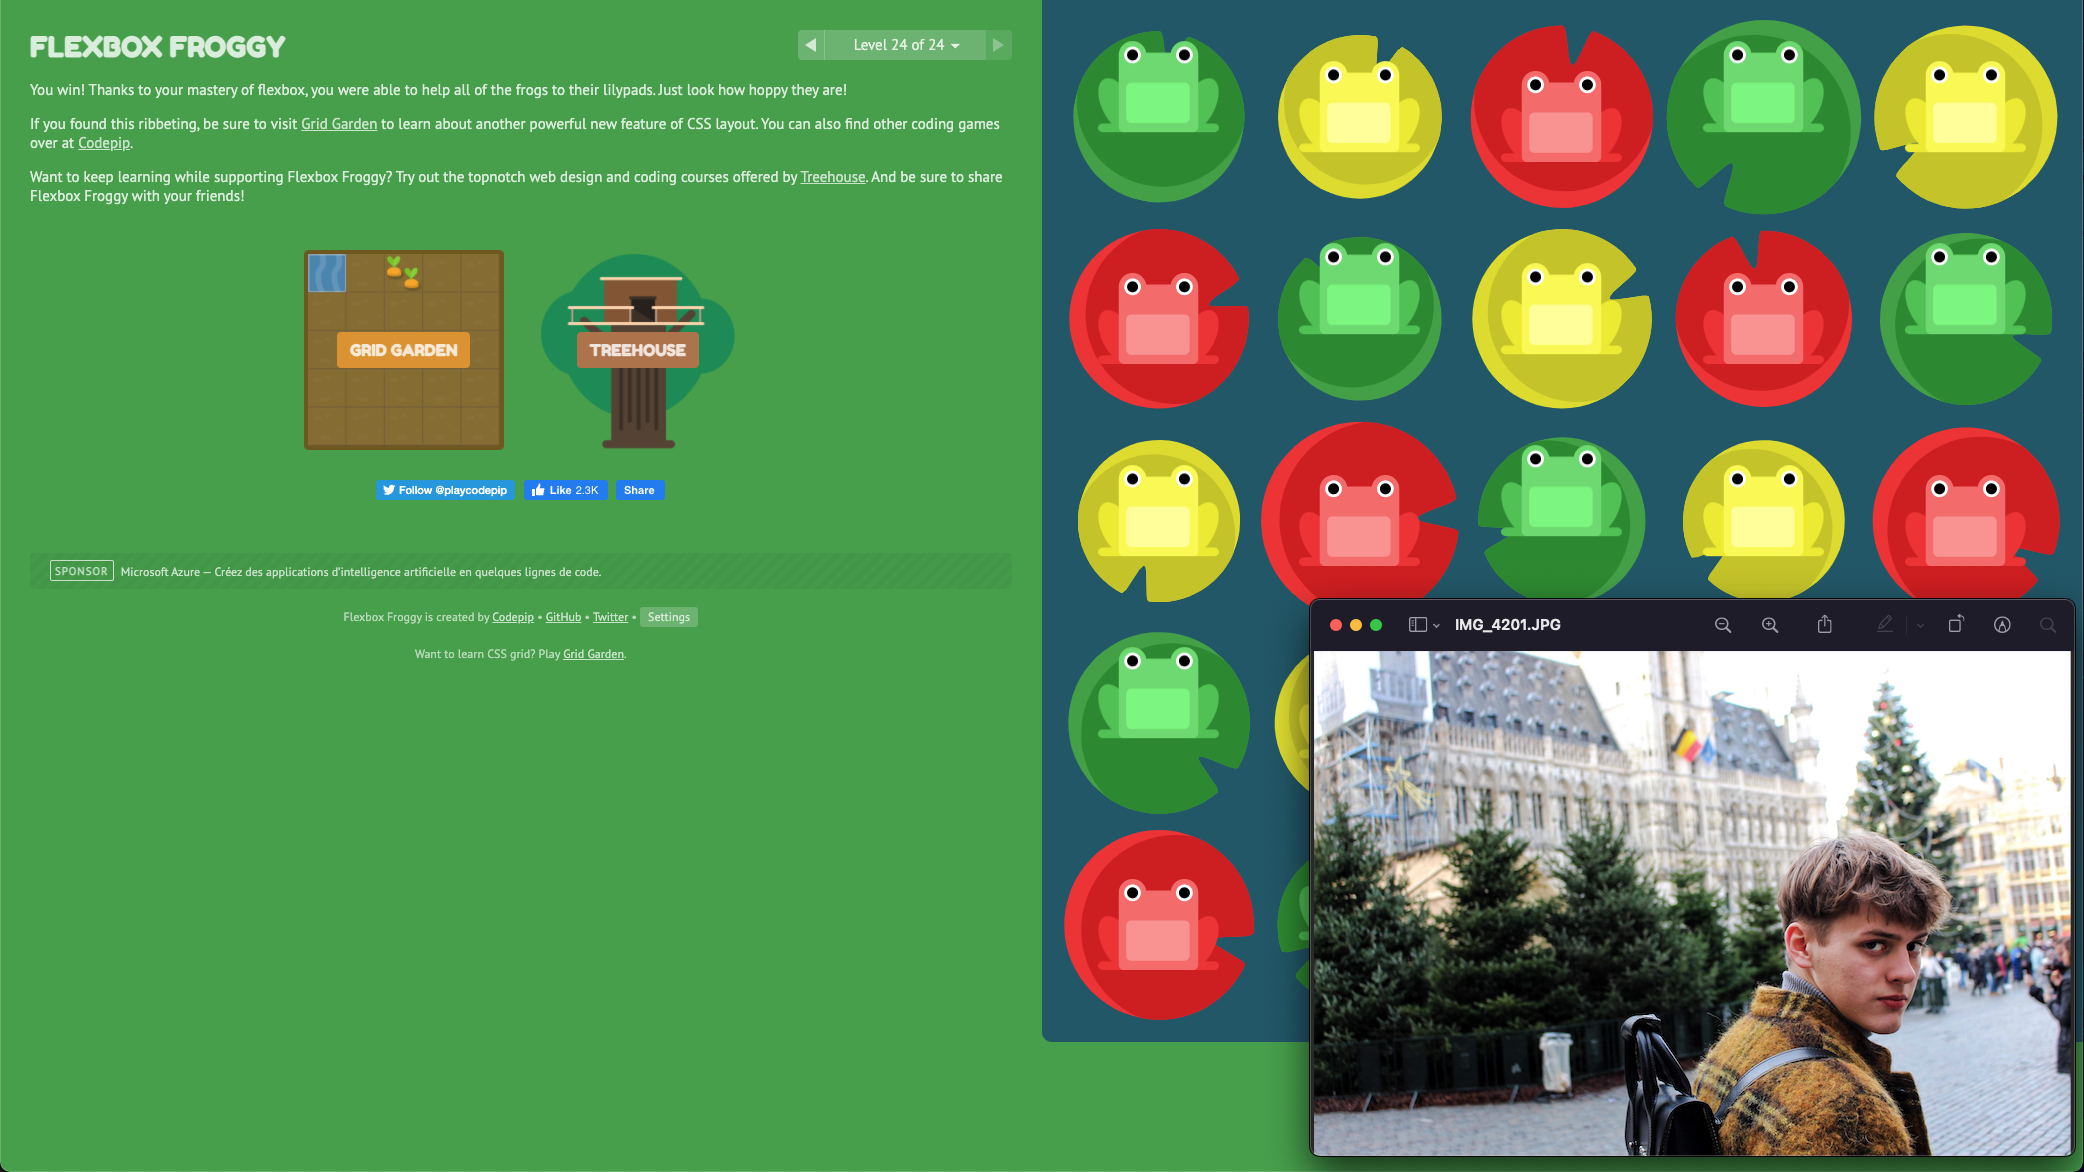 FLEXBOX FROGGY
Level 24 of 24
You win! Thanks to your mastery of flexbox, you were able to help all of the frogs to their lilypads. Just look how hoppy they are!
If you found this ribbeting, be sure to visit Grid Garden to learn about another powerful new feature of CSS layout. You can also find other coding games
over at Codepip.
Want to keep learning while supporting Flexbox Froggy? Try out the topnotch web design and coding courses offered by Treehouse. And be sure to share
Flexbox Froggy with your friends!
GRID GARDEN
TREEHOUSE
Follow @playcodepip
Like 2.3K
Share
SPONSOR Microsoft Azure — Créez des applications d'intelligence artificielle en quelques lignes de code.
Flexbox Froggy is created by Codepip • GitHub • Twitter • Settings
Want to learn CSS grid? Play Grid Garden.
IMG_4201.JPG